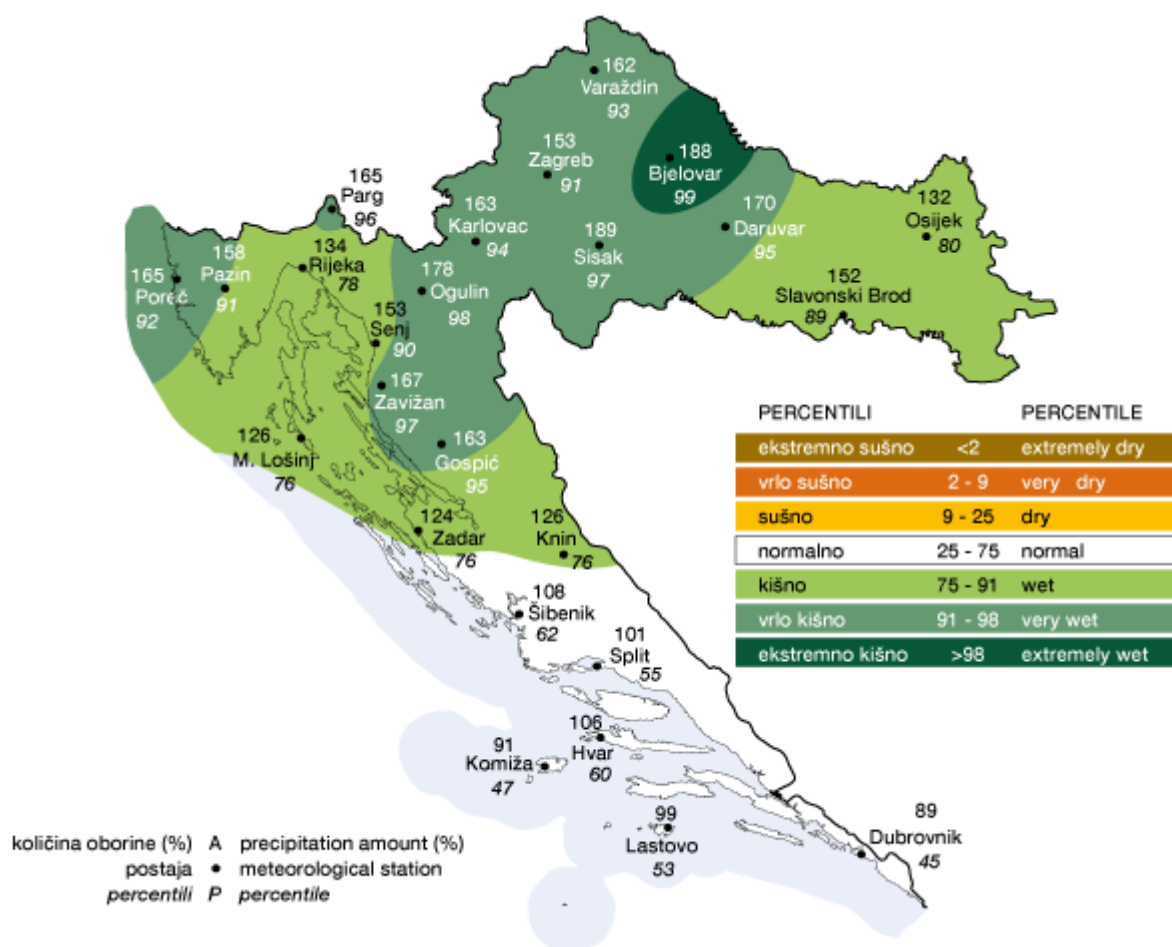 162
Varaždin
93
153
Zagreb
91
188
Bjelovar
99
165
Parg
96
163
Karlovac
94
189
Sisak
97
170
Daruvar
95
132
Osijek
80
165
Poreč
92
158
Pazin
91
134
Rijeka
78
178
Ogulin
98
152
Slavonski Brod
89
153
Senj
90
167
Zavižan
97
163
Gospić
95
126
M. Lošinj
76
124
Zadar
76
126
Knin
76
108
Šibenik
62
101
Split
55
106
Hvar
60
91
Komiža
47
99
Lastovo
53
89
Dubrovnik
45
PERCENTILI PERCENTILE
ekstremno sušno <2 extremely dry
vrlo sušno 2 - 9 very dry
sušno 9 - 25 dry
normalno 25 - 75 normal
kišno 75 - 91 wet
vrlo kišno 91 - 98 very wet
ekstremno kišno >98 extremely wet
količina oborine (%) A precipitation amount (%)
postaja ● meteorological station
percentili P percentile